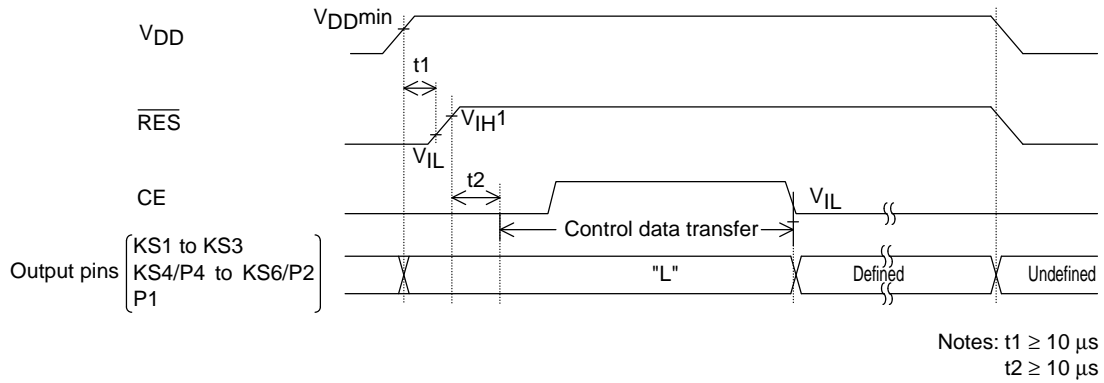 VDDmin
VDD
t1
RES
VIH1
VIL
t2
CE
VIL
Control data transfer
KS1 to KS3
Output pins KS4/P4 to KS6/P2
P1
"L"
Defined
Undefined
Notes: t1 ≥ 10 μs
t2 ≥ 10 μs